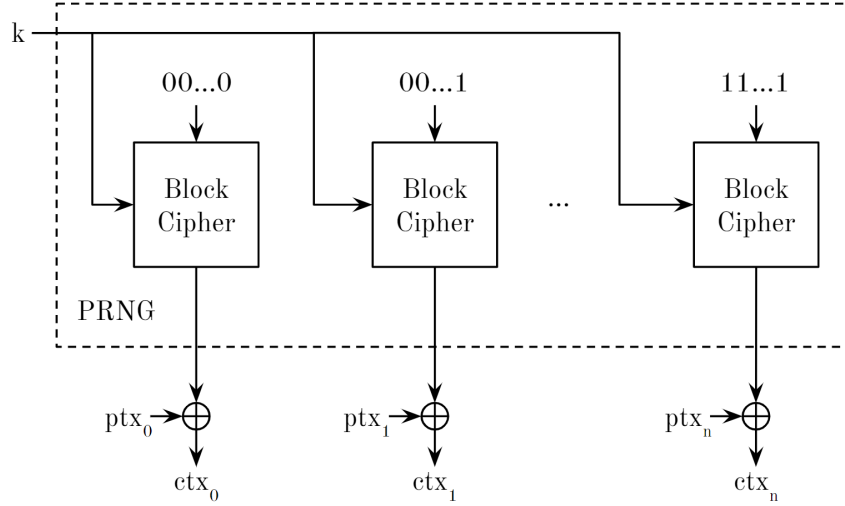 k
00...0 00...1 11...1
Block Cipher Block Cipher ... Block Cipher
PRNG
ptx₀ ptx₁ ptxₙ
ctx₀ ctx₁ ctxₙ